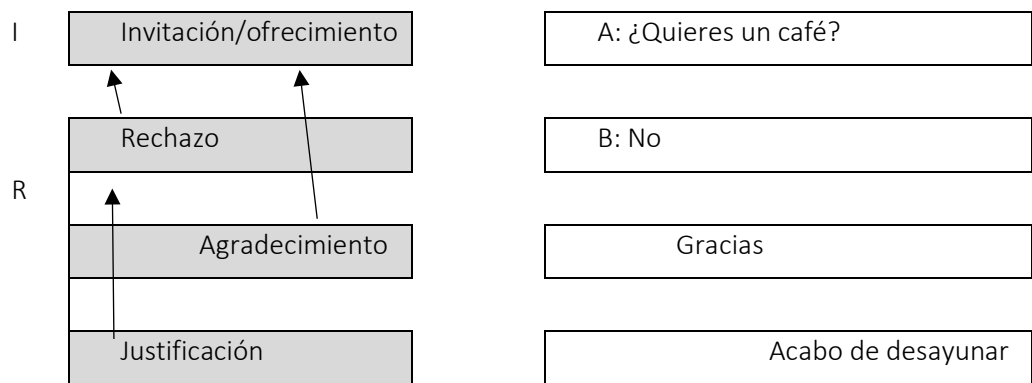 I Invitación/ofrecimiento A: ¿Quieres un café?
Rechazo B: No
R
Agradecimiento Gracias
Justificación Acabo de desayunar